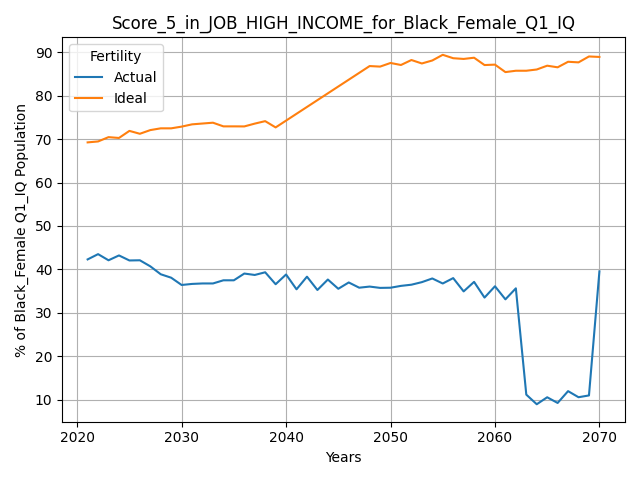 Score_5_in_JOB_HIGH_INCOME_for_Black_Female_Q1_IQ
Fertility
Actual
Ideal
% of Black_Female Q1_IQ Population
90
80
70
60
50
40
30
20
10
2020 2030 2040 2050 2060 2070
Years